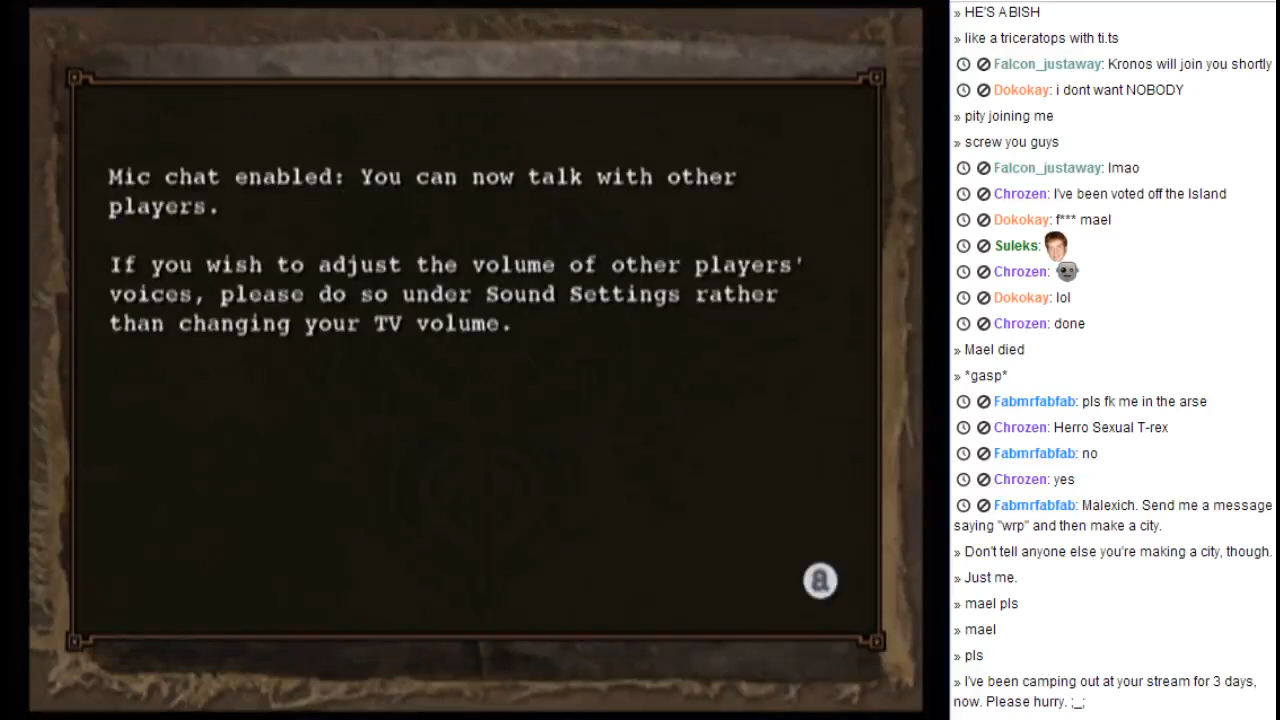 Mic chat enabled: You can now talk with other
players.
If you wish to adjust the volume of other players'
voices, please do so under Sound Settings rather
than changing your TV volume.
a
» HE'S A BISH
» like a triceratops with ti.ts
Falcon_justaway: Kronos will join you shortly
Dokokay: i dont want NOBODY
» pity joining me
» screw you guys
Falcon_justaway: lmao
Chrozen: I've been voted off the Island
Dokokay: f*** mael
Suleks:
Chrozen:
Dokokay: lol
Chrozen: done
» Mael died
» *gasp*
Fabmrfabfab: pls fk me in the arse
Chrozen: Herro Sexual T-rex
Fabmrfabfab: no
Chrozen: yes
Fabmrfabfab: Malexich. Send me a message
saying "wrp" and then make a city.
» Don't tell anyone else you're making a city, though.
» Just me.
» mael pls
» mael
» pls
» I've been camping out at your stream for 3 days,
now. Please hurry. ;_;